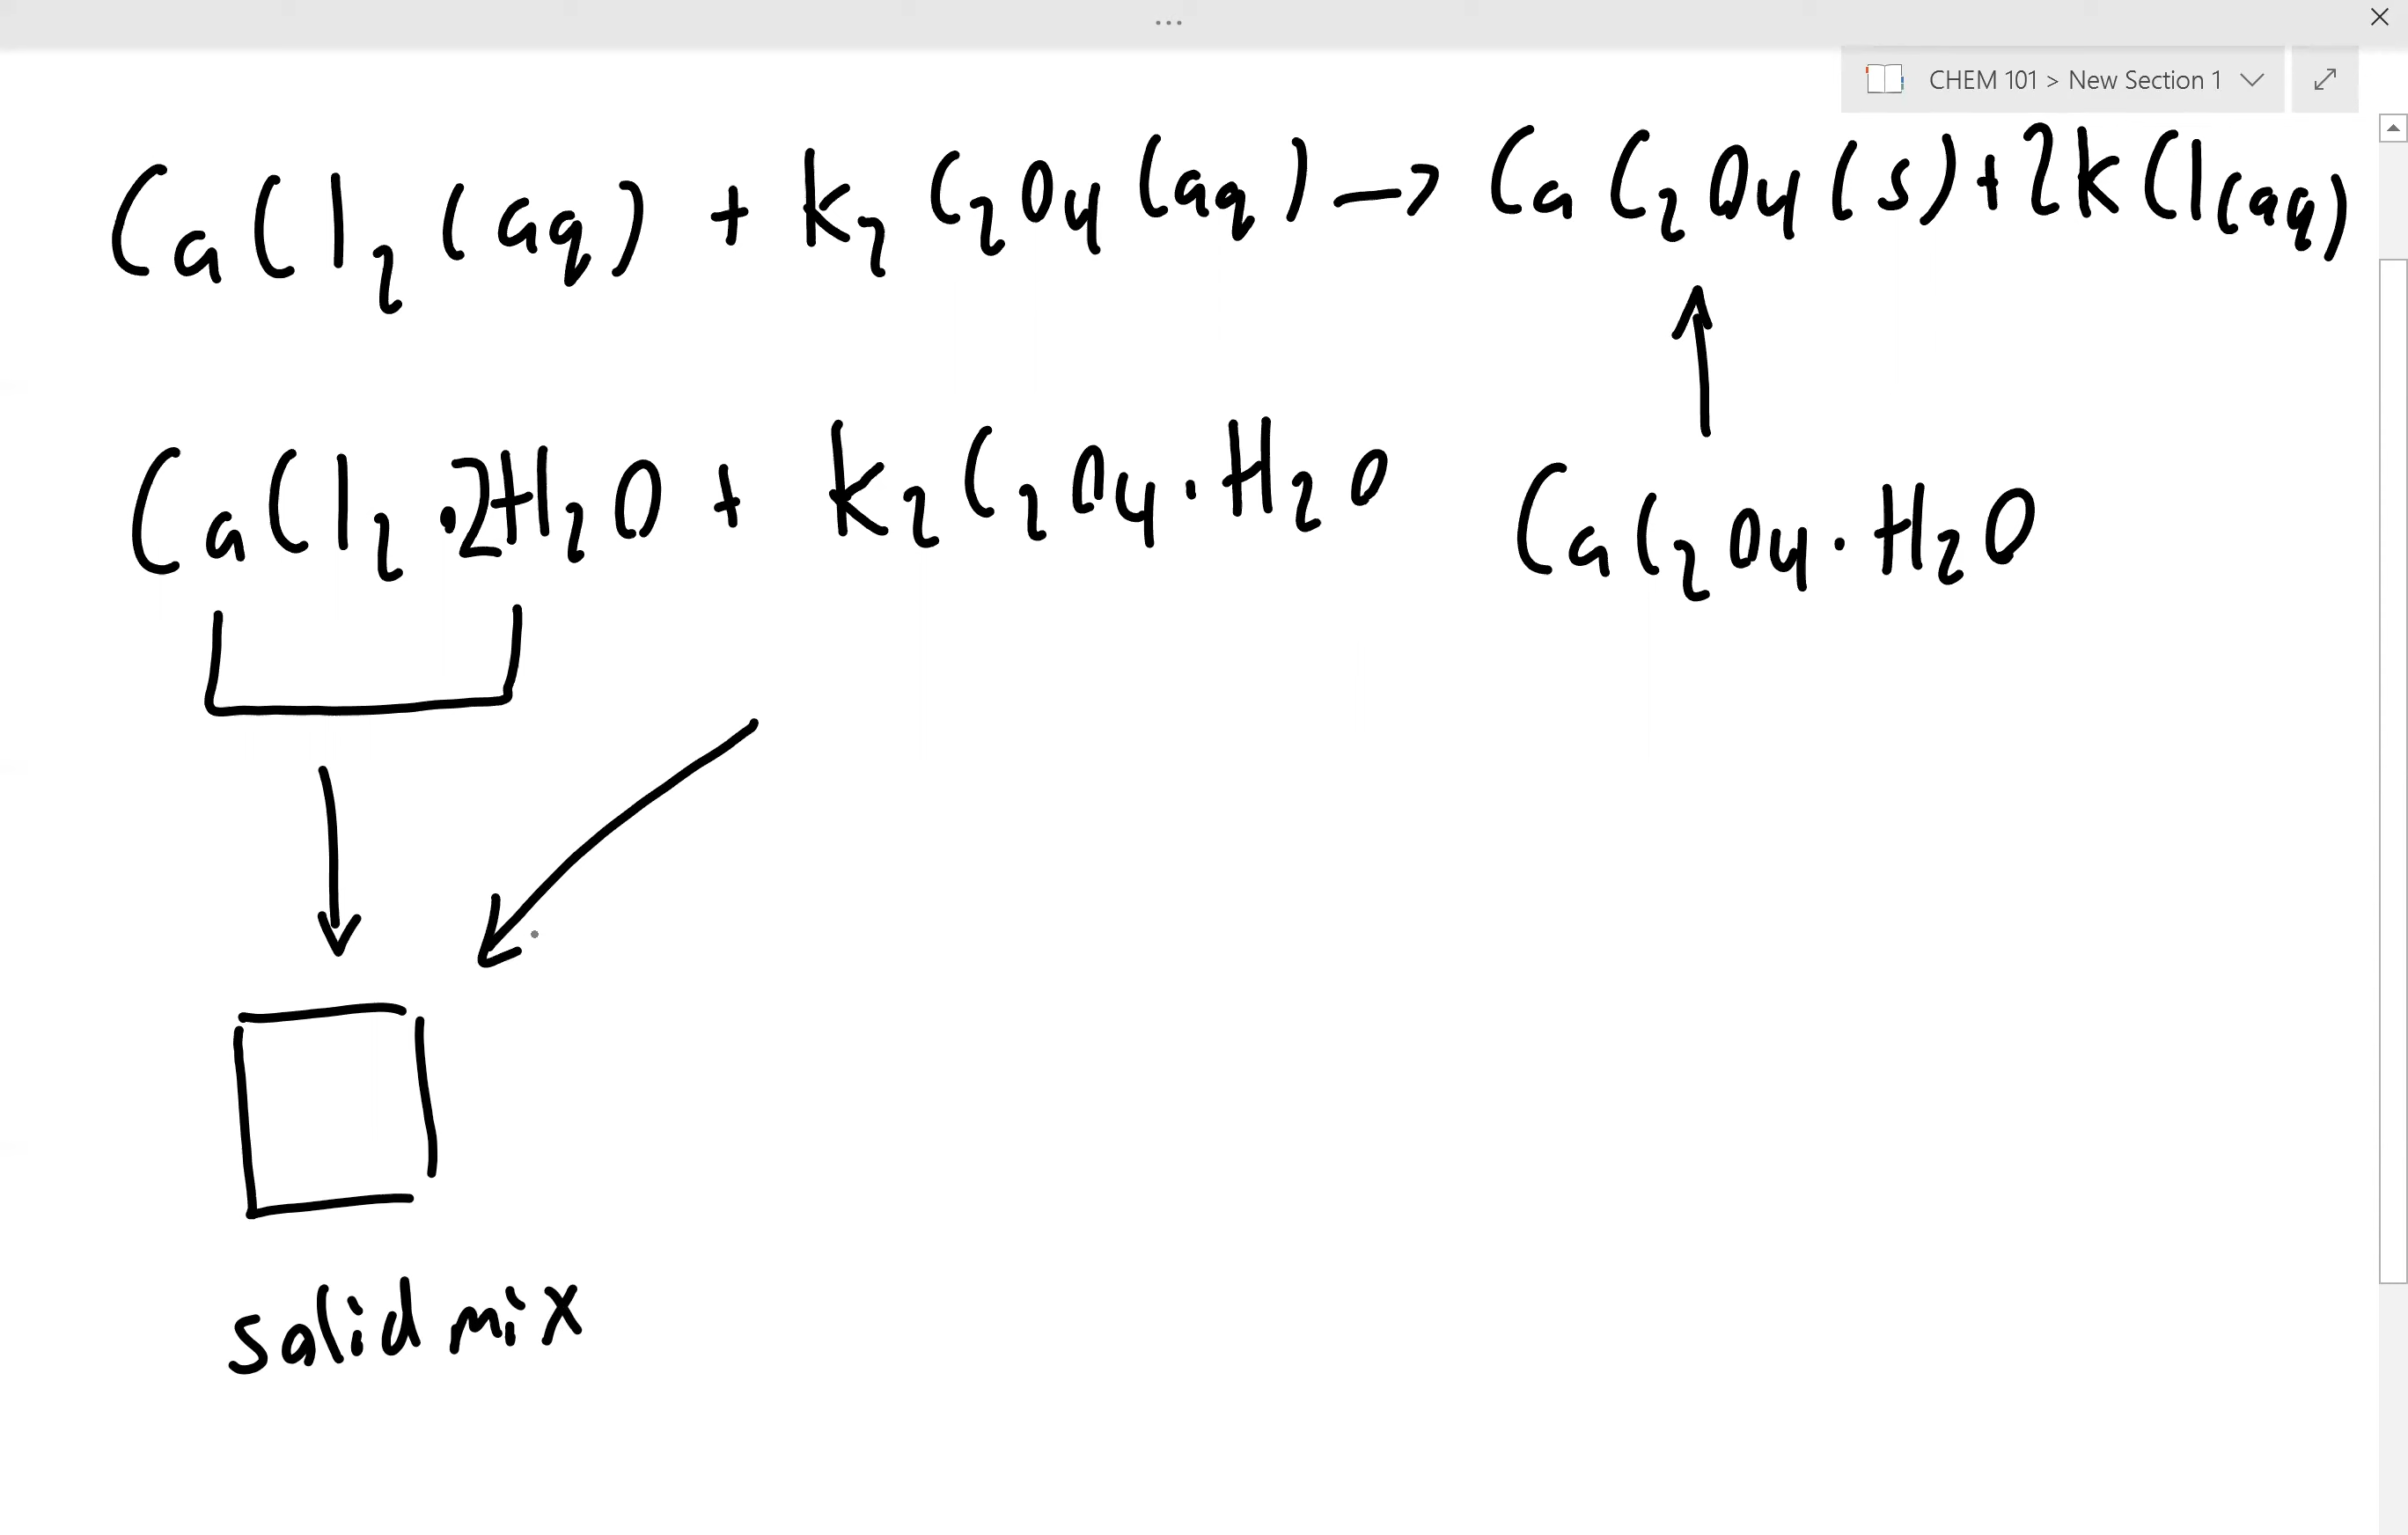 CHEM 101 > New Section 1
CaCl₂(aq) + K₂C₂O₄(aq) → CaC₂O₄(s) + 2KCl(aq)
CaCl₂·2H₂O + K₂C₂O₄·H₂O CaC₂O₄·H₂O
solid mix